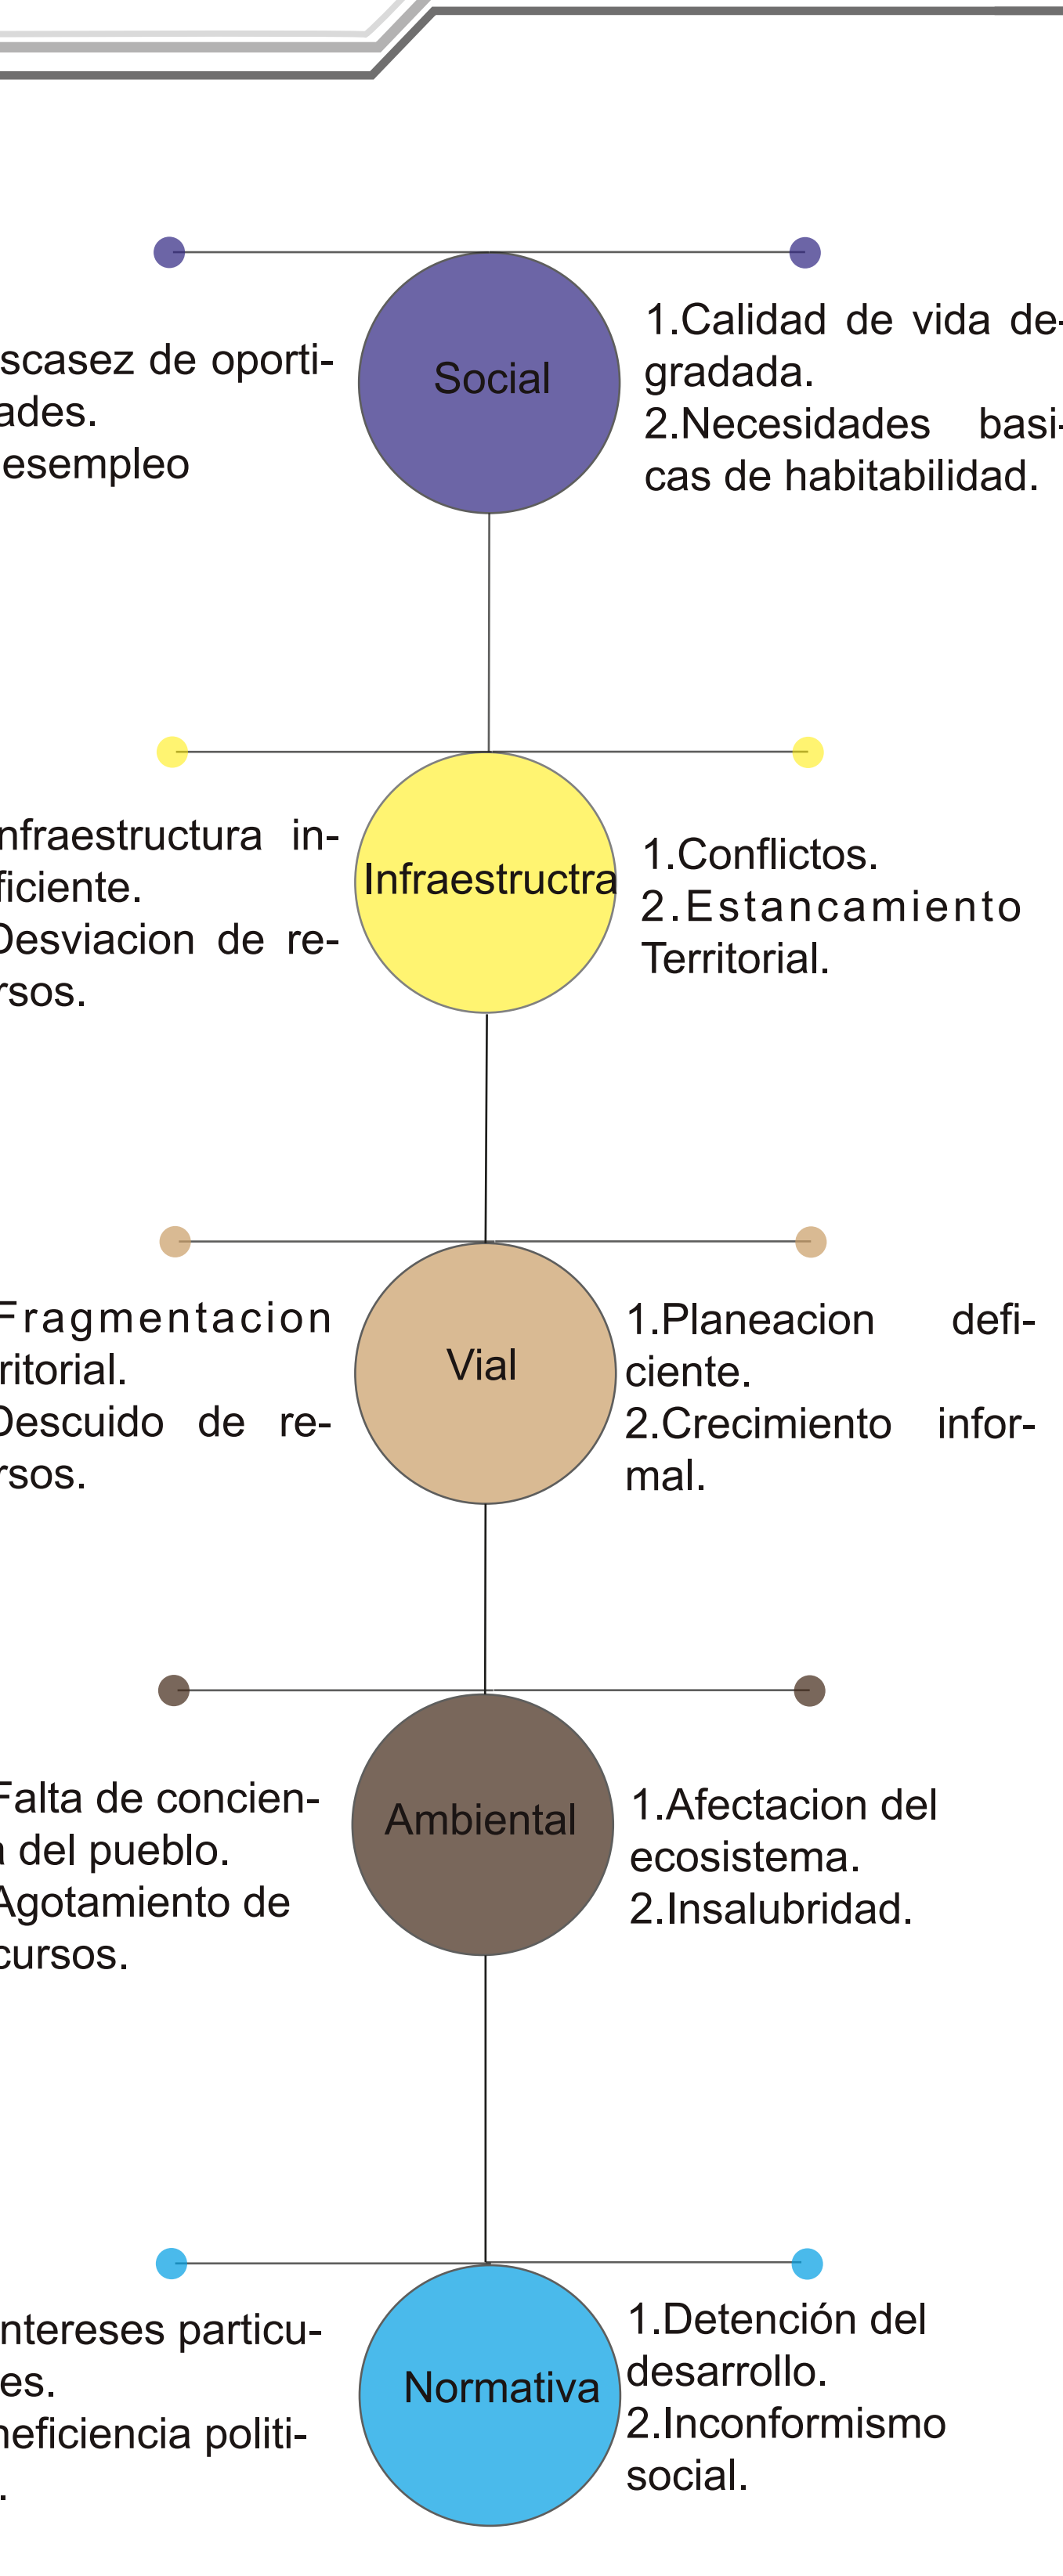 scasez de oporti-
ades.
esempleo
Social
1.Calidad de vida de-
gradada.
2.Necesidades basi-
cas de habitabilidad.
nfraestructura in-
ficiente.
Desviacion de re-
rsos.
Infraestructra
1.Conflictos.
2.Estancamiento
Territorial.
Fragmentacion
ritorial.
Descuido de re-
rsos.
Vial
1.Planeacion defi-
ciente.
2.Crecimiento infor-
mal.
Falta de concien-
a del pueblo.
Agotamiento de
cursos.
Ambiental
1.Afectacion del
ecosistema.
2.Insalubridad.
ntereses particu-
es.
neficiencia politi-
.
Normativa
1.Detención del
desarrollo.
2.Inconformismo
social.